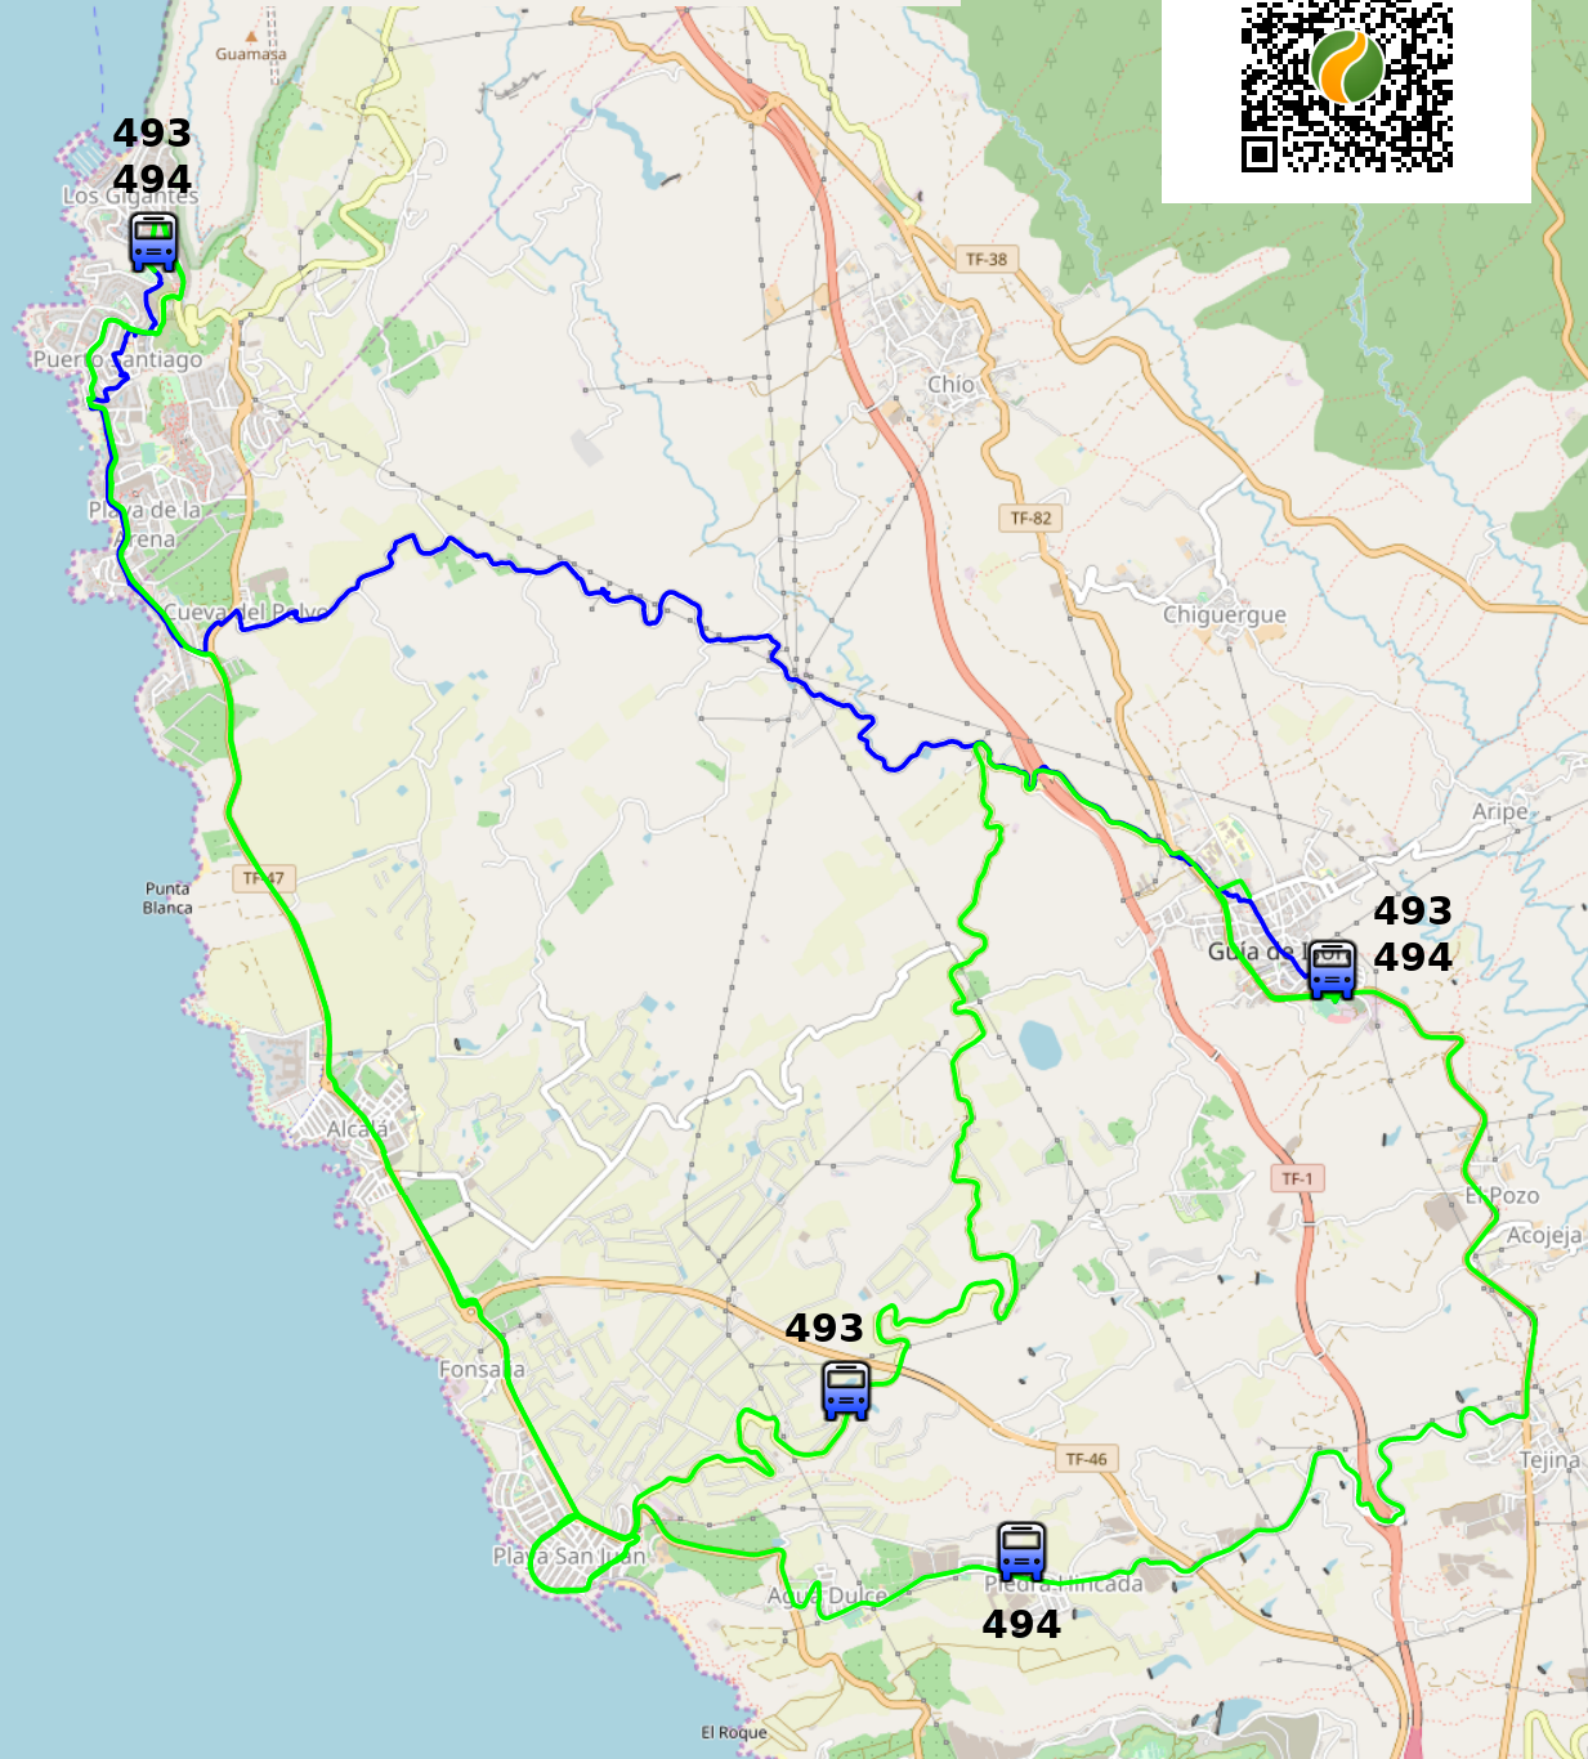 Guamasa
493
494
Los Gigantes
TF-38
Puerto Santiago
Chío
Playa de la
Arena
TF-82
Cueva del Polvo
Chiguergue
Aripe
TF-47
Punta
Blanca
493
494
Guía de Isora
Alcalá
TF-1
El Pozo
Acojeja
493
Fonsalía
TF-46
Tejina
Playa San Juan
Piedra Hincada
Agua Dulce
494
El Roque